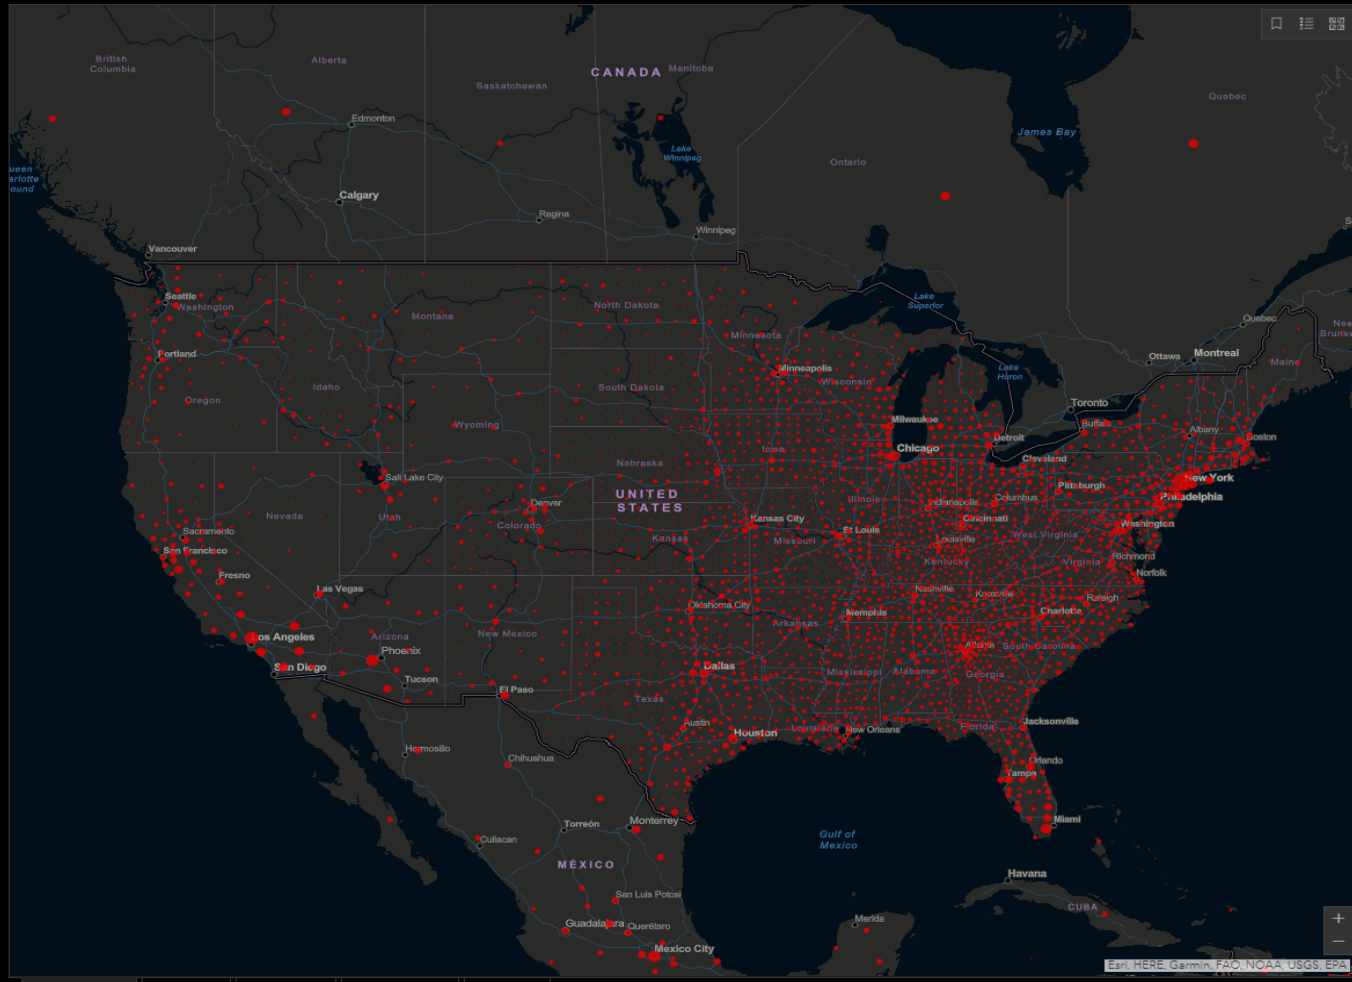 British
Columbia
Alberta
CANADA
Manitoba
Saskatchewan
Quebec
Edmonton
James Bay
Lake
Winnipeg
Ontario
ueen
arlotte
ound
Calgary
Regina
Winnipeg
Vancouver
Seattle
Washington
Montana
North Dakota
Lake
Superior
Minnesota
Quebec
New
Brunsw
Portland
Ottawa
Montreal
Maine
Minneapolis
Lake
Huron
Wisconsin
Idaho
South Dakota
Oregon
Toronto
Wyoming
Milwaukee
Buffalo
Albany
Boston
Detroit
Iowa
Chicago
Cleveland
Nebraska
Salt Lake City
Pittsburgh
New York
Philadelphia
UNITED
STATES
Nevada
Utah
Denver
Colorado
Illinois
Indianapolis
Columbus
Kansas City
Cincinnati
Washington
Sacramento
St Louis
Kansas
Missouri
Louisville
West Virginia
San Francisco
Kentucky
Virginia
Richmond
Fresno
Norfolk
Las Vegas
Nashville
Knoxville
Raleigh
Oklahoma City
Memphis
Charlotte
Los Angeles
Arizona
New Mexico
Arkansas
Atlanta
South Carolina
Phoenix
San Diego
Dallas
Mississippi
Alabama
Georgia
Tucson
El Paso
Texas
Austin
Houston
Louisiana
New Orleans
Florida
Jacksonville
Hermosillo
Chihuahua
Orlando
Tampa
Torreón
Monterrey
Miami
Culiacan
Gulf of
Mexico
MÉXICO
Havana
San Luis Potosi
CUBA
Guadalajara
Querétaro
Merida
Mexico City
Esri, HERE, Garmin, FAO, NOAA, USGS, EPA